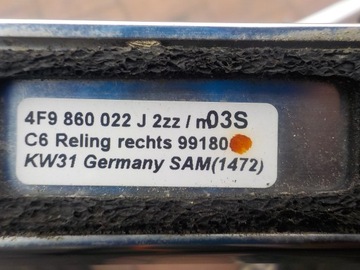 4F9 860 022 J 2zz / n03S
C6 Reling rechts 99180
KW31 Germany SAM(1472)